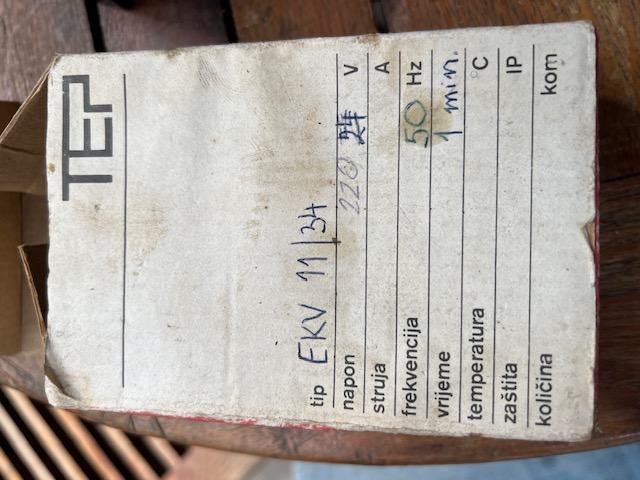 TEP
tip EKV 11/34
napon 220 V
struja A
frekvencija 50 Hz
vrijeme 1 min.
temperatura °C
zaštita IP
količina kom